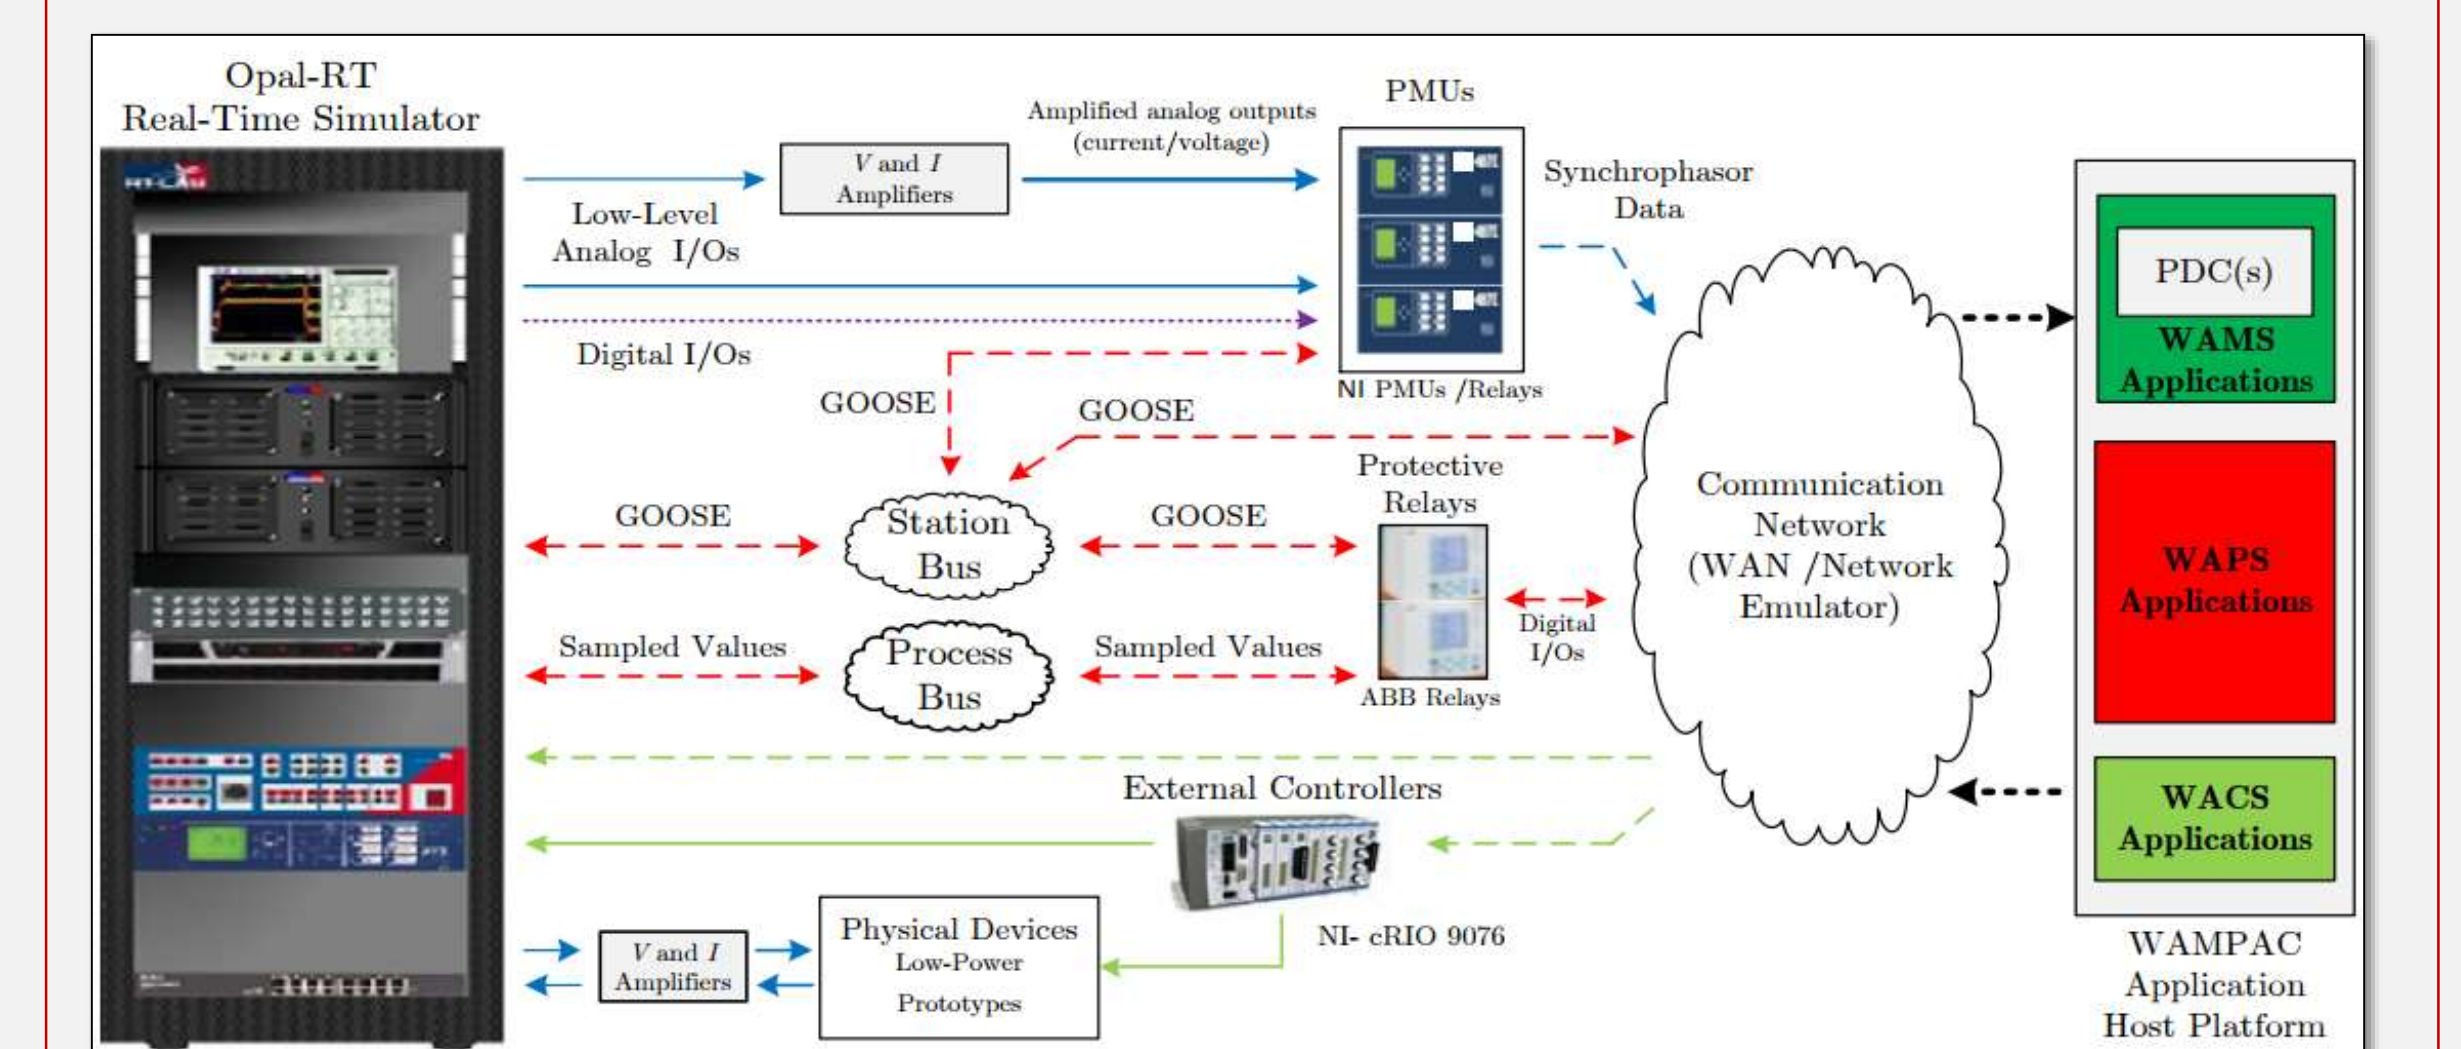 Opal-RT
Real-Time Simulator
Low-Level
Analog I/Os
Digital I/Os
V and I
Amplifiers
Amplified analog outputs
(current/voltage)
PMUs
NI PMUs /Relays
Synchrophasor
Data
GOOSE
GOOSE
GOOSE
Station
Bus
GOOSE
Protective
Relays
Sampled Values
Process
Bus
Sampled Values
ABB Relays
Digital
I/Os
Communication
Network
(WAN /Network
Emulator)
External Controllers
NI- cRIO 9076
V and I
Amplifiers
Physical Devices
Low-Power
Prototypes
PDC(s)
WAMS
Applications
WAPS
Applications
WACS
Applications
WAMPAC
Application
Host Platform